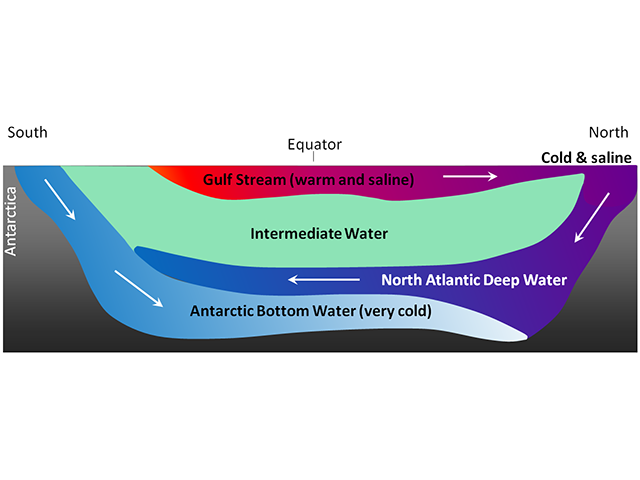 South
Equator
North
Cold & saline
Antarctica
Gulf Stream (warm and saline)
Intermediate Water
North Atlantic Deep Water
Antarctic Bottom Water (very cold)